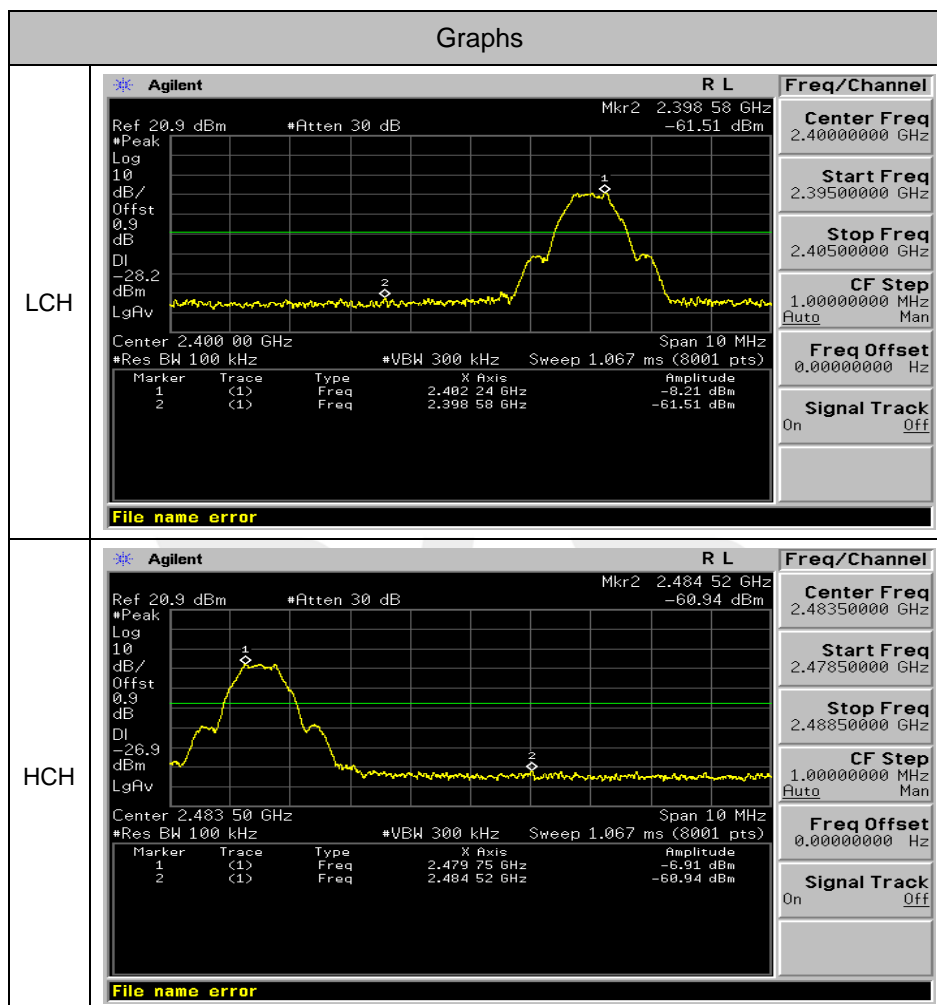 Graphs
LCH
Agilent R L
Mkr2 2.398 58 GHz
Ref 20.9 dBm #Atten 30 dB -61.51 dBm
#Peak
Log
10
dB/
Offst
0.9
dB
DI
-28.2
dBm
LgAv
1
2
Center 2.400 00 GHz Span 10 MHz
#Res BW 100 kHz #VBW 300 kHz Sweep 1.067 ms (8001 pts)
Marker Trace Type X Axis Amplitude
1 (1) Freq 2.402 24 GHz -8.21 dBm
2 (1) Freq 2.398 58 GHz -61.51 dBm
File name error
Freq/Channel
Center Freq
2.40000000 GHz
Start Freq
2.39500000 GHz
Stop Freq
2.40500000 GHz
CF Step
1.00000000 MHz
Auto Man
Freq Offset
0.00000000 Hz
Signal Track
On Off
HCH
Agilent R L
Mkr2 2.484 52 GHz
Ref 20.9 dBm #Atten 30 dB -60.94 dBm
#Peak
Log
10
dB/
Offst
0.9
dB
DI
-26.9
dBm
LgAv
1
2
Center 2.483 50 GHz Span 10 MHz
#Res BW 100 kHz #VBW 300 kHz Sweep 1.067 ms (8001 pts)
Marker Trace Type X Axis Amplitude
1 (1) Freq 2.479 75 GHz -6.91 dBm
2 (1) Freq 2.484 52 GHz -60.94 dBm
File name error
Freq/Channel
Center Freq
2.48350000 GHz
Start Freq
2.47850000 GHz
Stop Freq
2.48850000 GHz
CF Step
1.00000000 MHz
Auto Man
Freq Offset
0.00000000 Hz
Signal Track
On Off